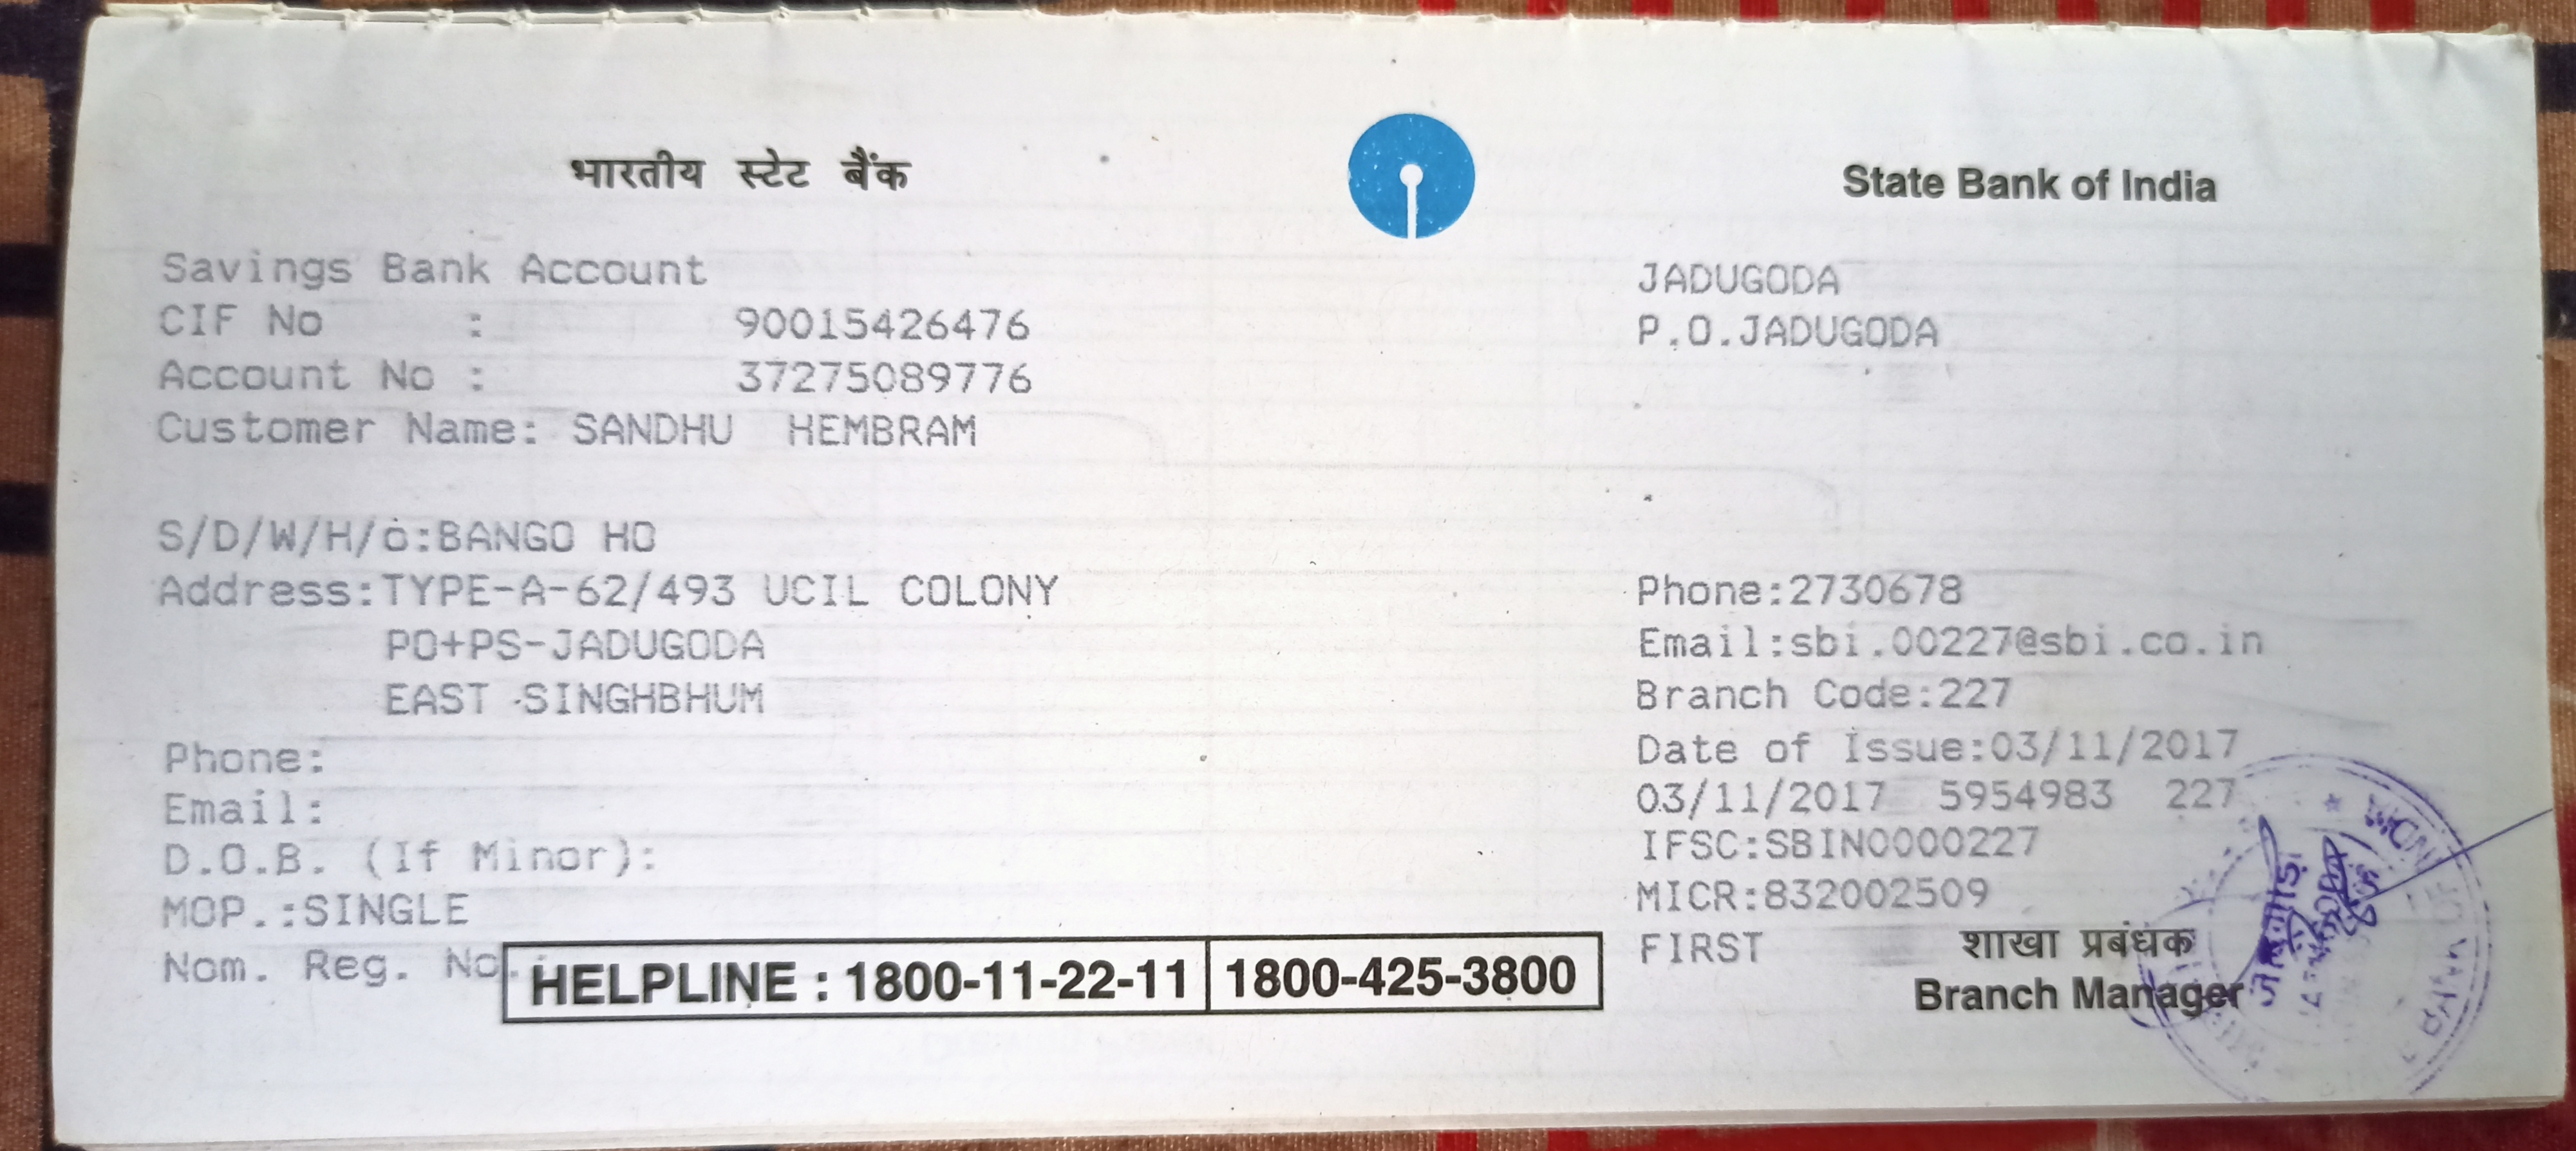 भारतीय स्टेट बैंक
State Bank of India
Savings Bank Account
CIF No : 90015426476
Account No : 37275089776
Customer Name: SANDHU HEMBRAM
S/D/W/H/o:BANGO HO
Address:TYPE-A-62/493 UCIL COLONY
PO+PS-JADUGODA
EAST SINGHBHUM
Phone:
Email:
D.O.B. (If Minor):
MOP.:SINGLE
Nom. Reg. No.
HELPLINE : 1800-11-22-11 1800-425-3800
JADUGODA
P.O.JADUGODA
Phone:2730678
Email:sbi.00227@sbi.co.in
Branch Code:227
Date of Issue:03/11/2017
03/11/2017 5954983 227
IFSC:SBIN0000227
MICR:832002509
FIRST
शाखा प्रबंधक
Branch Manager